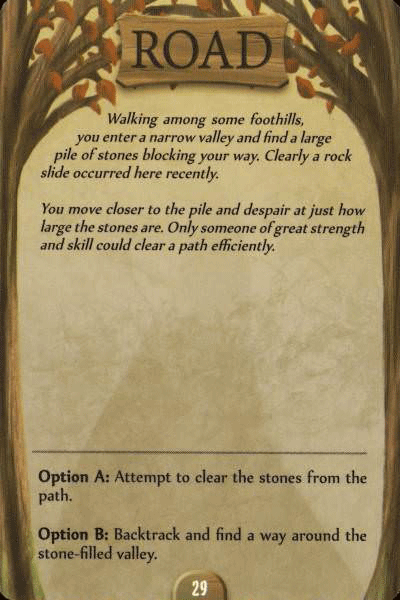 ROAD
Walking among some foothills,
you enter a narrow valley and find a large
pile of stones blocking your way. Clearly a rock
slide occurred here recently.
You move closer to the pile and despair at just how
large the stones are. Only someone of great strength
and skill could clear a path efficiently.
Option A: Attempt to clear the stones from the
path.
Option B: Backtrack and find a way around the
stone-filled valley.
29